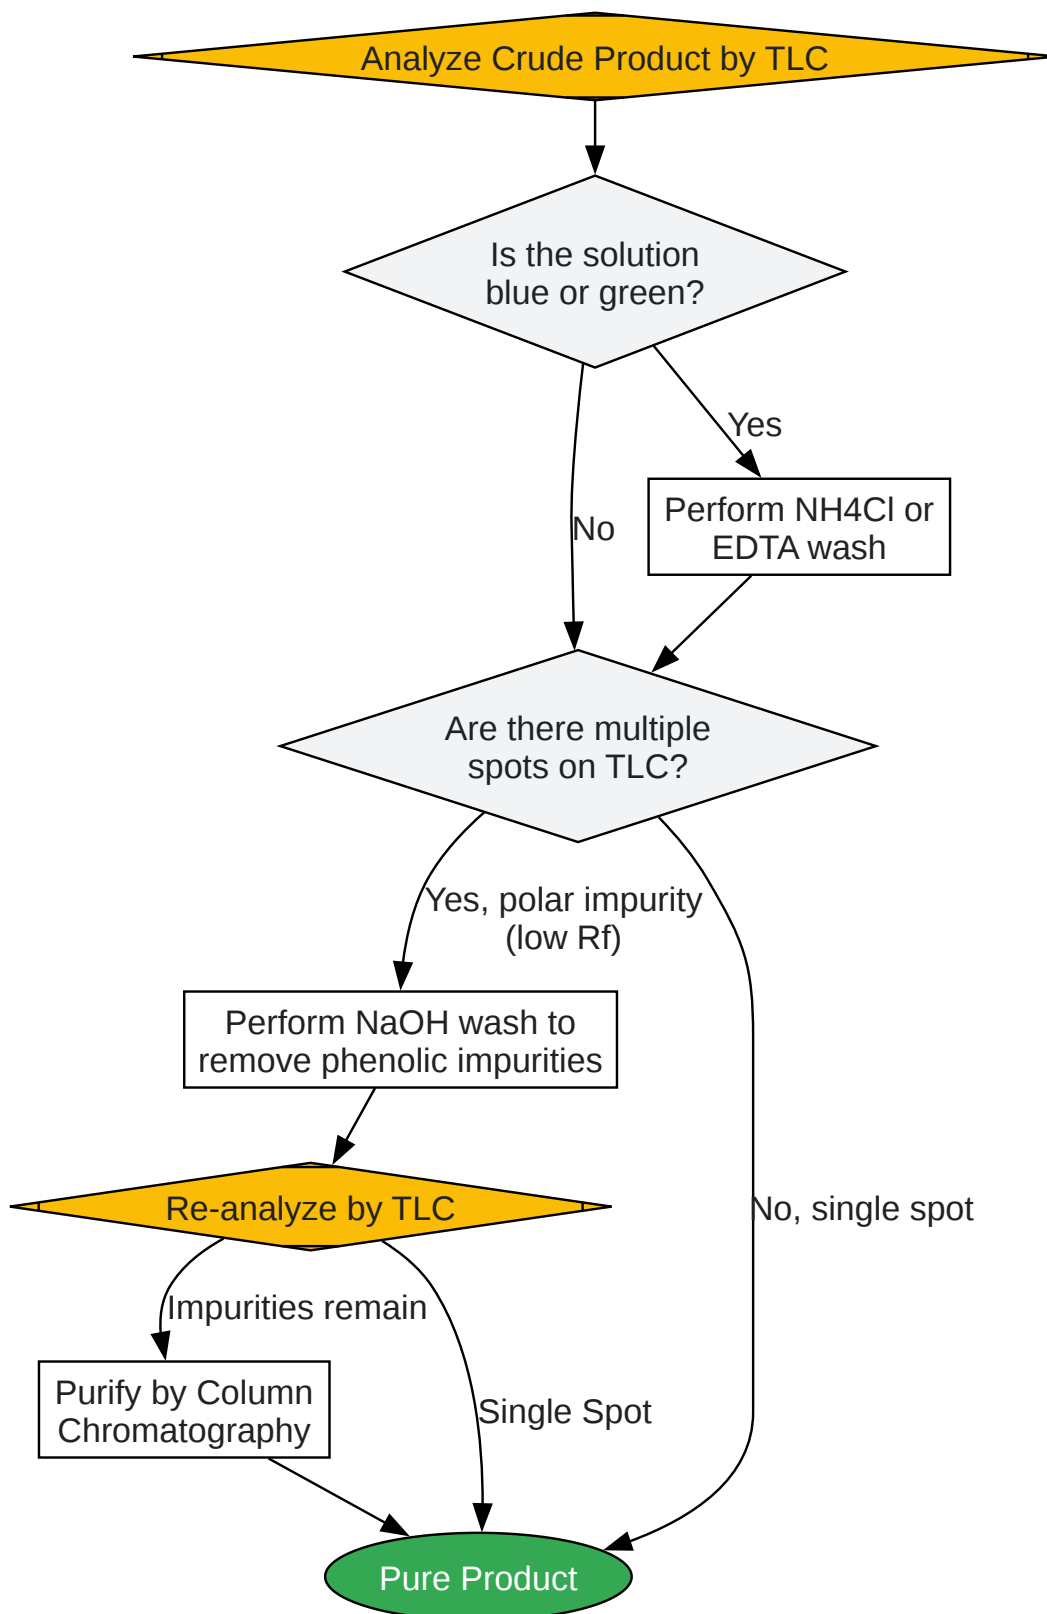 Analyze Crude Product by TLC
Is the solution
blue or green?
Yes
Perform NH4Cl or
EDTA wash
No
Are there multiple
spots on TLC?
Yes, polar impurity
(low Rf)
Perform NaOH wash to
remove phenolic impurities
Re-analyze by TLC
No, single spot
Impurities remain
Purify by Column
Chromatography
Single Spot
Pure Product